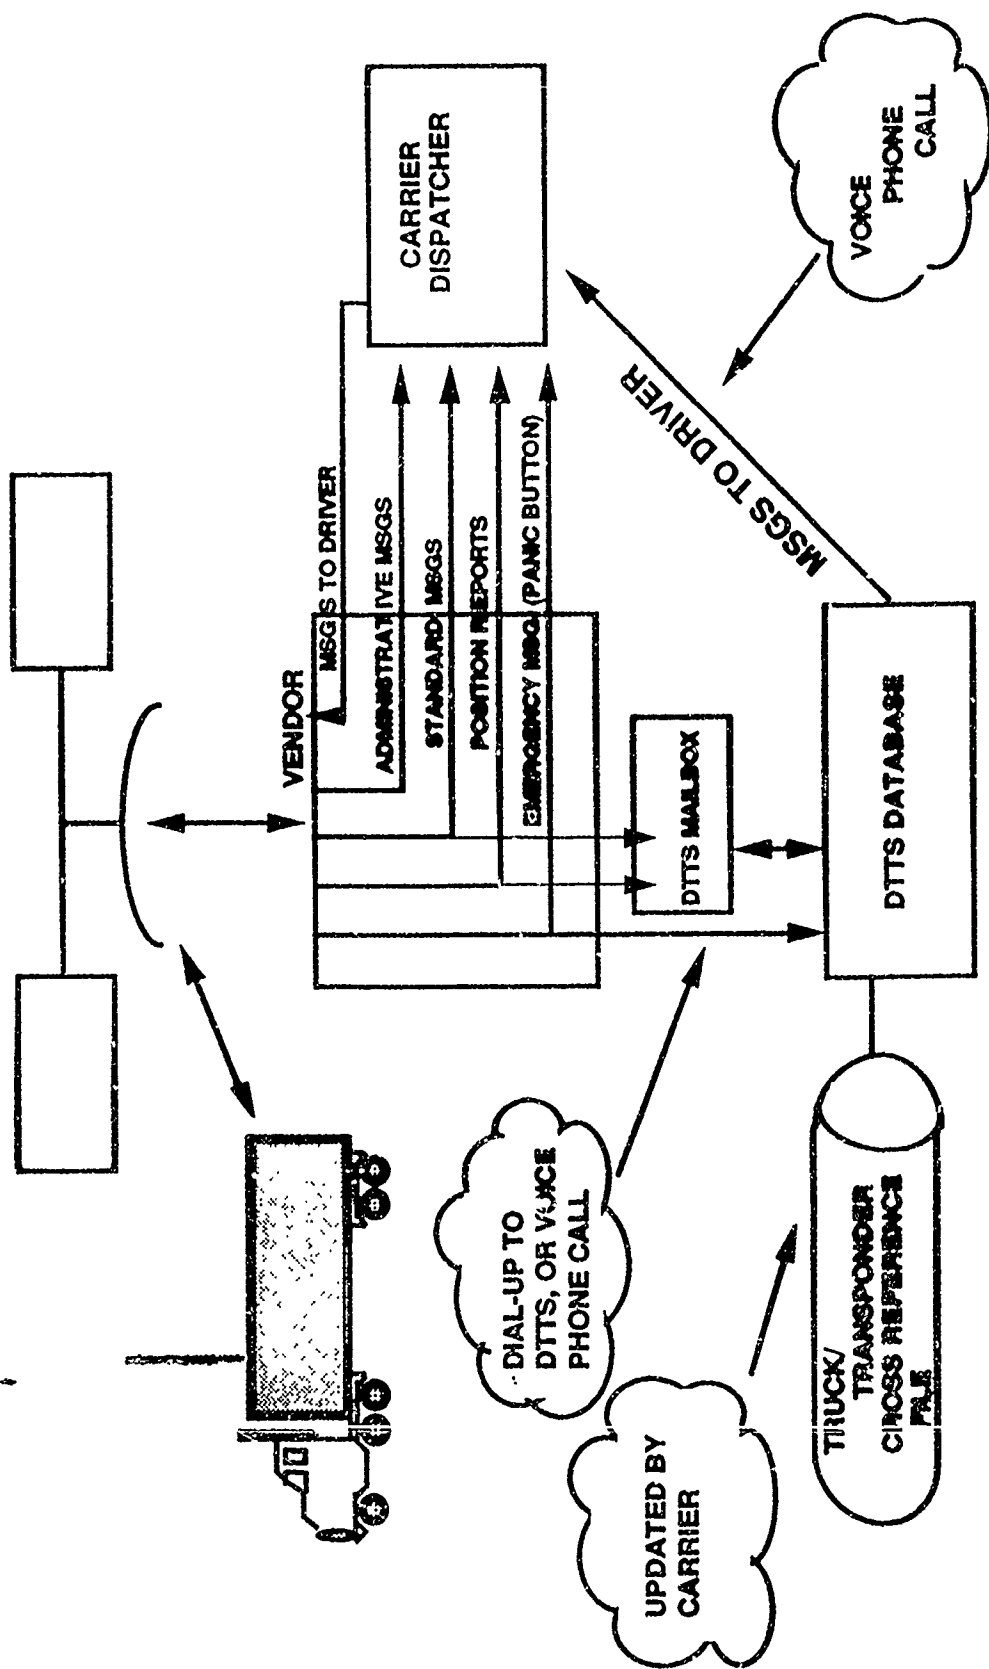 VENDOR
MSGS TO DRIVER
ADMINISTRATIVE MSGS
STANDARD MSGS
POSITION REPORTS
EMERGENCY MSG (PANIC BUTTON)
CARRIER
DISPATCHER
DIAL-UP TO
DTTS, OR VOICE
PHONE CALL
DTTS MAILBOX
MSGS TO DRIVER
UPDATED BY
CARRIER
TRUCK/
TRANSPONDER
CROSS REFERENCE
FILE
DTTS DATABASE
VOICE
PHONE
CALL